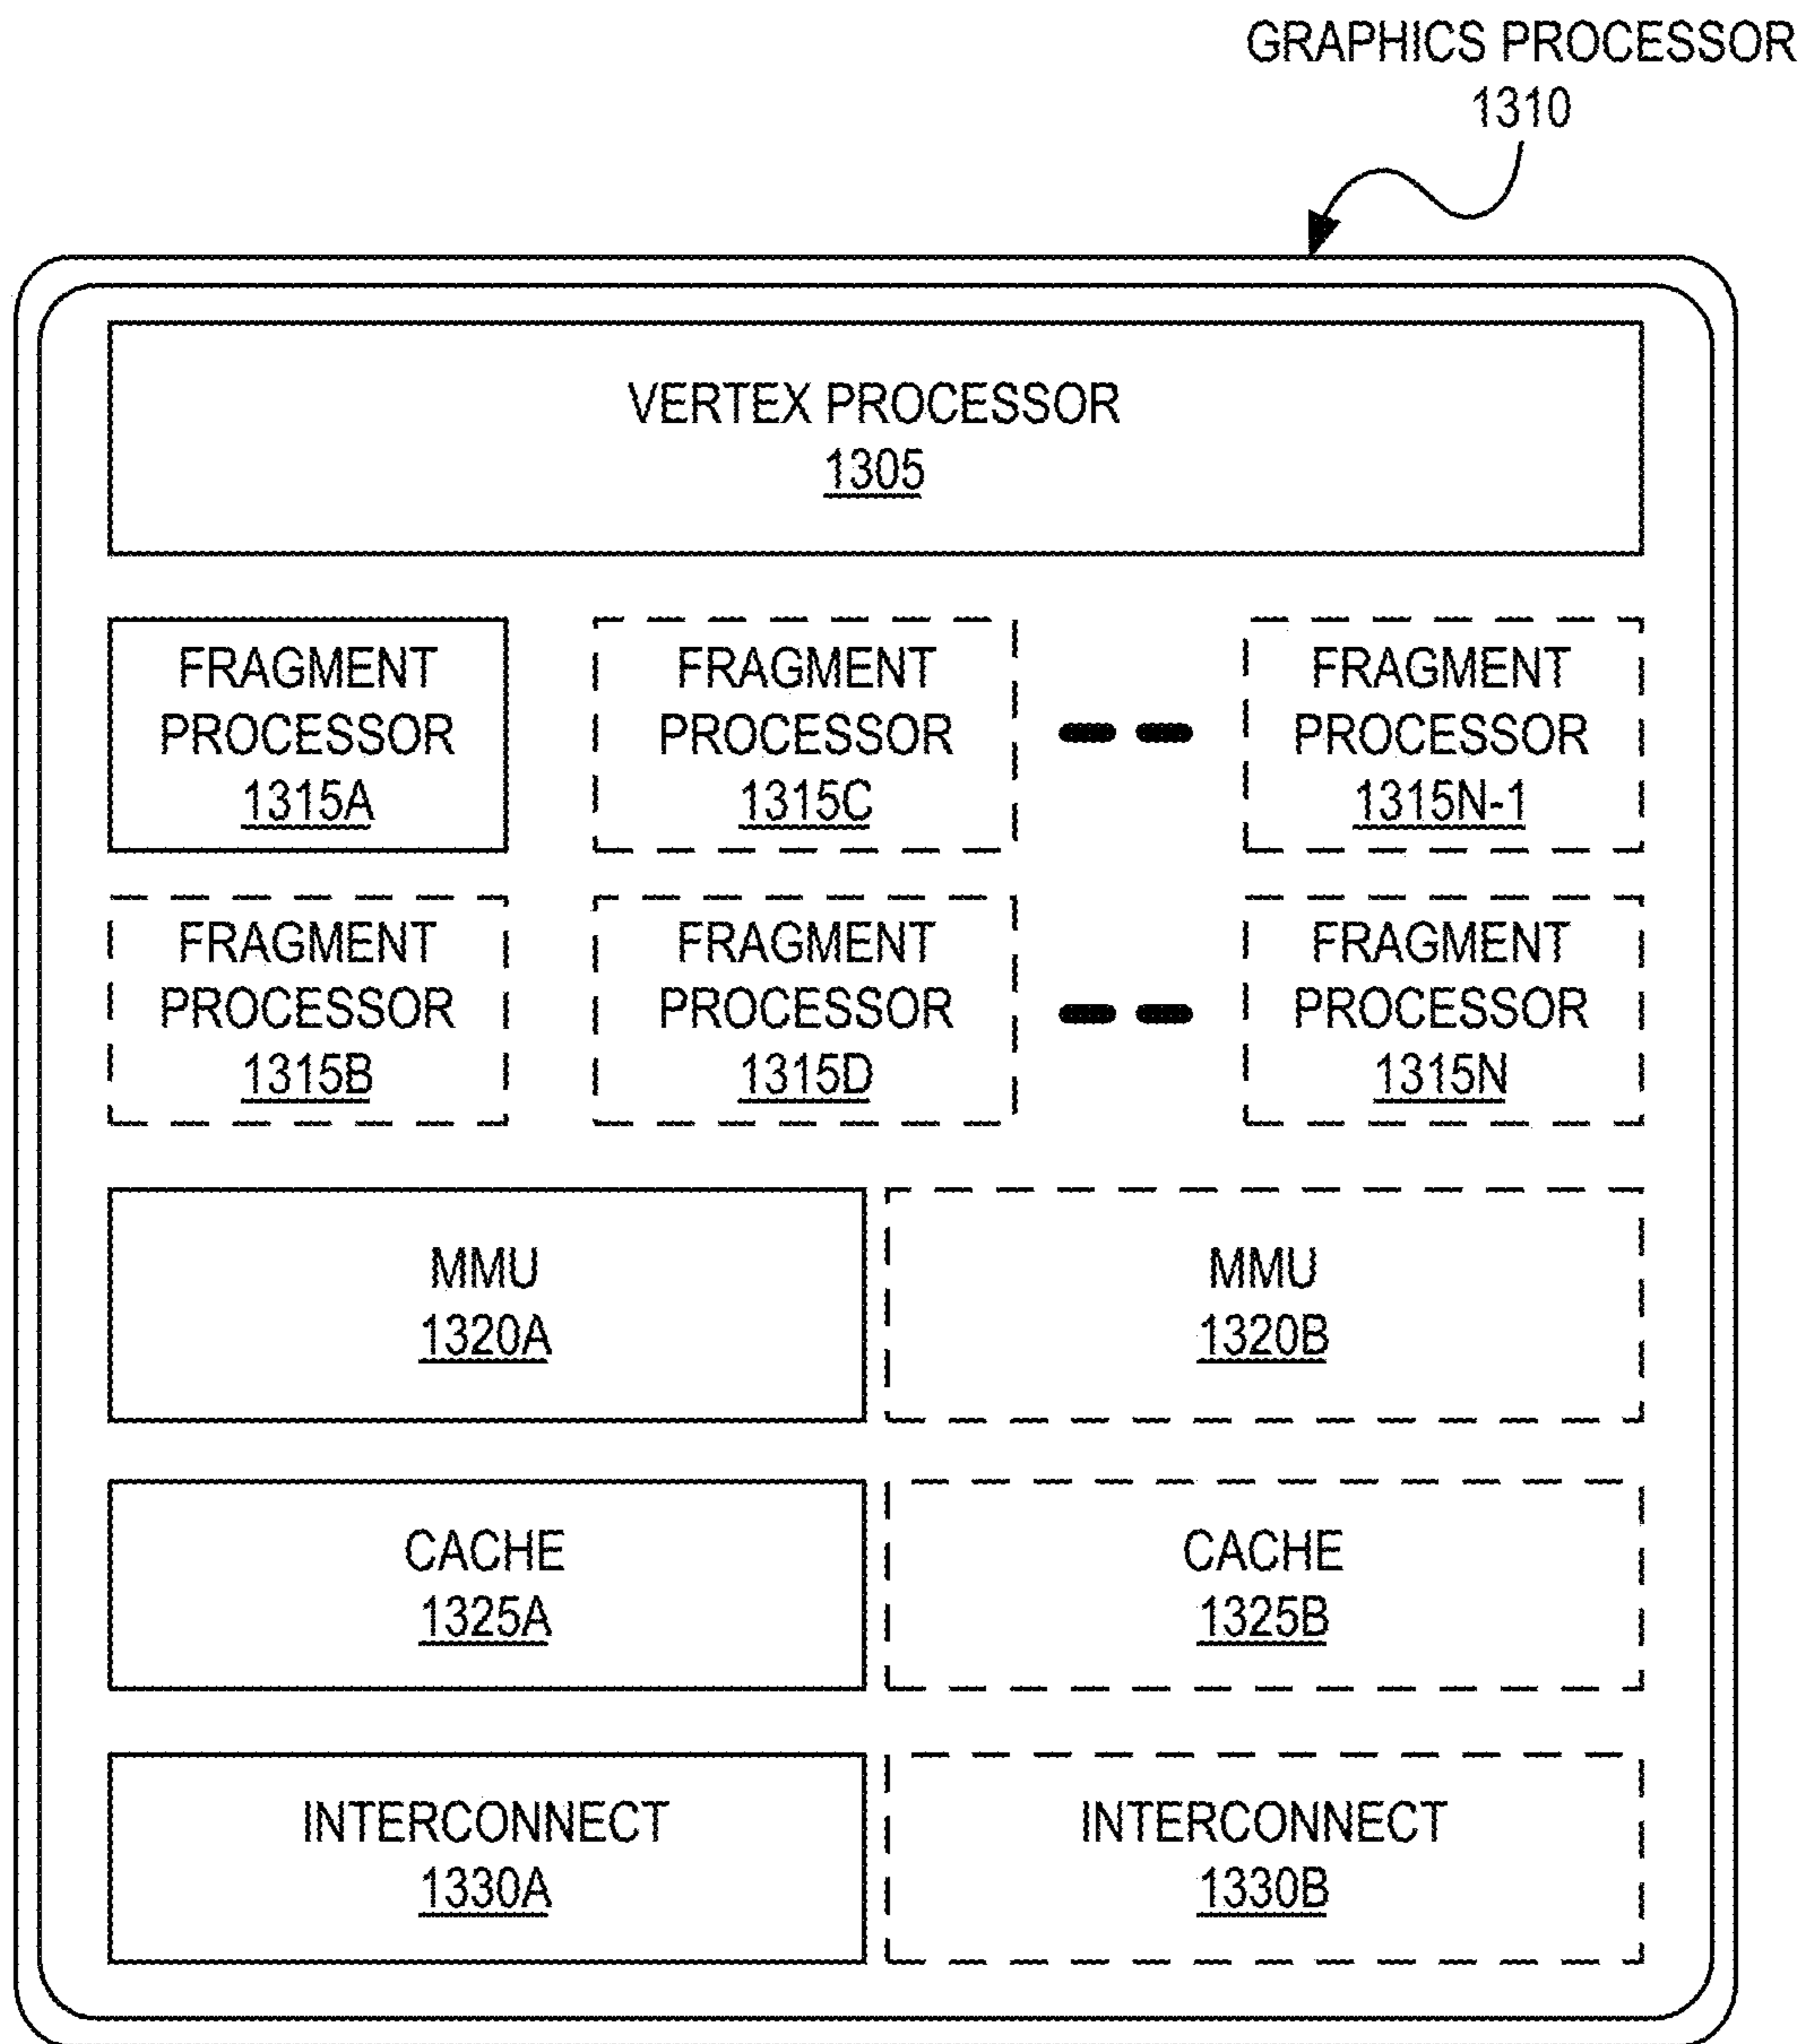 GRAPHICS PROCESSOR
1310
VERTEX PROCESSOR
1305
FRAGMENT
PROCESSOR
1315A
FRAGMENT
PROCESSOR
1315C
FRAGMENT
PROCESSOR
1315N-1
FRAGMENT
PROCESSOR
1315B
FRAGMENT
PROCESSOR
1315D
FRAGMENT
PROCESSOR
1315N
MMU
1320A
MMU
1320B
CACHE
1325A
CACHE
1325B
INTERCONNECT
1330A
INTERCONNECT
1330B